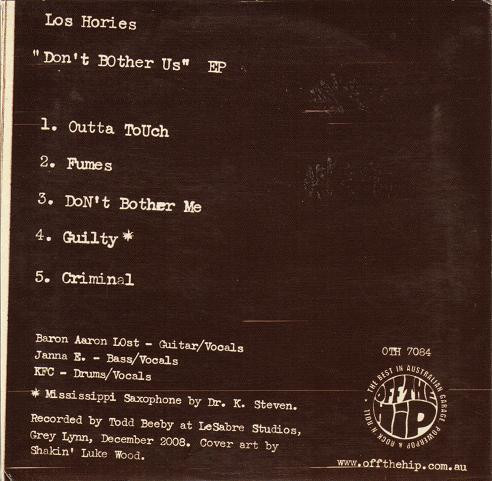 Los Hories
"Don't BOther Us" EP
1. Outta ToUch
2. Fumes
3. DoN't Bother Me
4. Guilty*
5. Criminal
Baron Aaron LOst - Guitar/Vocals
Janna E. - Bass/Vocals
KFC - Drums/Vocals
* Mississippi Saxophone by Dr. K. Steven.
Recorded by Todd Beeby at LeSabre Studios,
Grey Lynn, December 2008. Cover art by
Shakin' Luke Wood.
OTH 7084
THE BEST IN AUSTRALIAN GARAGE POWERPOP & ROCK N ROLL
OFF THE
HIP
www.offthehip.com.au